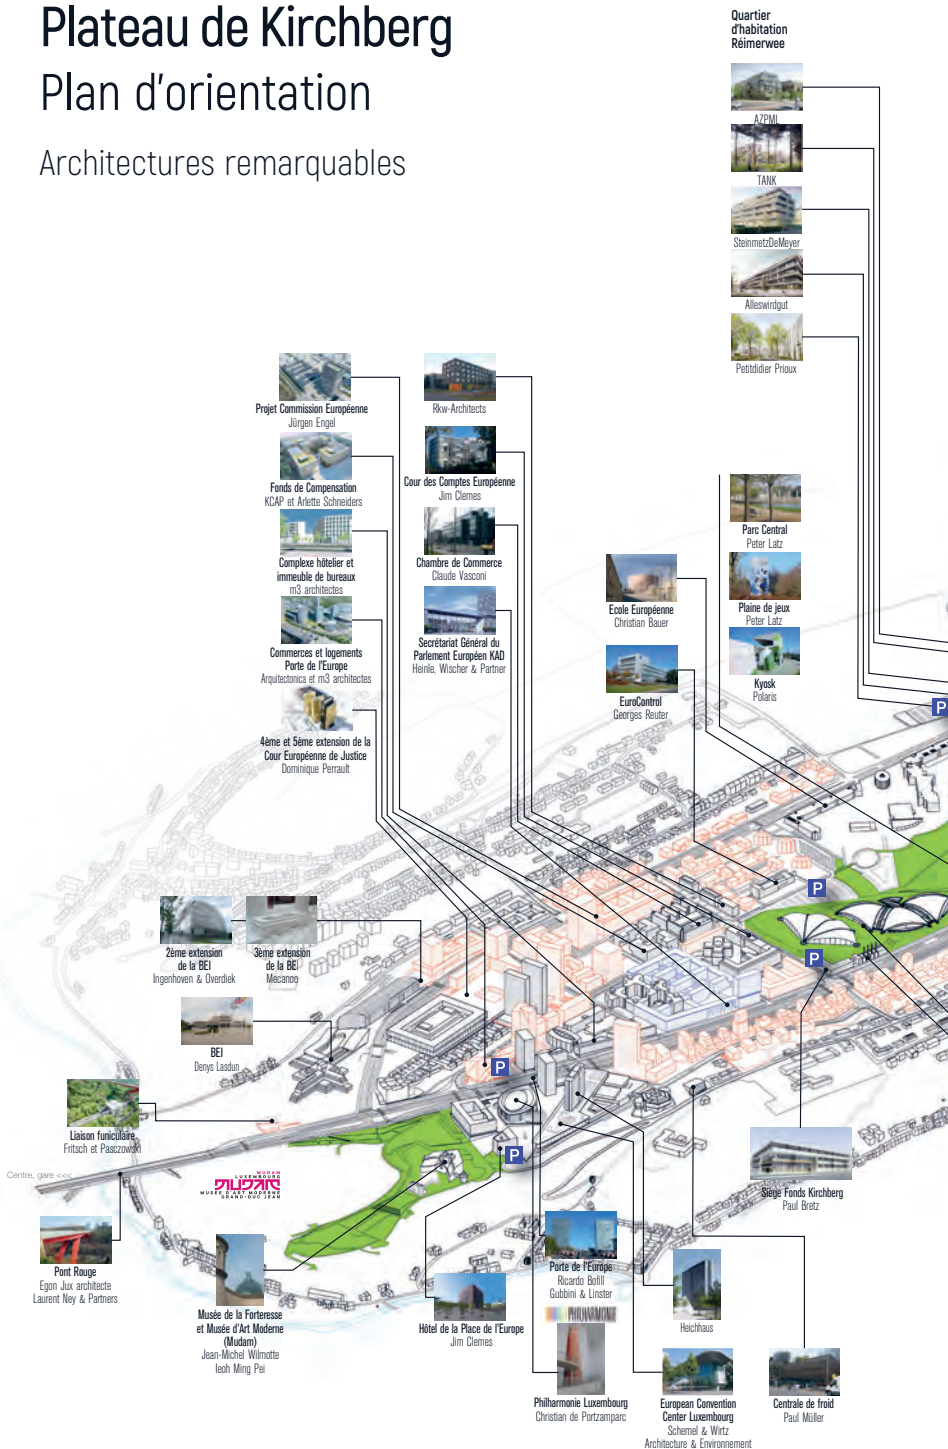 Plateau de Kirchberg
Plan d'orientation
Architectures remarquables
Quartier
d'habitation
Réimerwee
AZPML
TANK
SteinmetzDeMeyer
Alleswirdgut
Petitdidier Prioux
Projet Commission Européenne
Jürgen Engel
Fonds de Compensation
KCAP et Arlette Schneiders
Complexe hôtelier et
immeuble de bureaux
m3 architectes
Commerces et logements
Porte de l'Europe
Arquitectonica et m3 architectes
4ème et 5ème extension de la
Cour Européenne de Justice
Dominique Perrault
Rkw-Architects
Cour des Comptes Européenne
Jim Clemes
Chambre de Commerce
Claude Vasconi
Secrétariat Général du
Parlement Européen KAD
Heinle, Wischer & Partner
Ecole Européenne
Christian Bauer
EuroControl
Georges Reuter
Parc Central
Peter Latz
Plaine de jeux
Peter Latz
Kyosk
Polaris
P
P
P
P
P
2ème extension
de la BEI
Ingenhoven & Overdiek
3ème extension
de la BEI
Mecanoo
BEI
Denys Lasdun
Liaison funiculaire
Fritsch et Pasczowski
Centre, gare <<<
MUDAM
LUXEMBOURG
MUDAM
MUSÉE D'ART MODERNE
GRAND-DUC JEAN
Pont Rouge
Egon Jux architecte
Laurent Ney & Partners
Musée de la Forteresse
et Musée d'Art Moderne
(Mudam)
Jean-Michel Wilmotte
Ieoh Ming Pei
Hôtel de la Place de l'Europe
Jim Clemes
Porte de l'Europe
Ricardo Bofill
Gubbini & Linster
PHILHARMONIE
Philharmonie Luxembourg
Christian de Portzamparc
Heichhaus
European Convention
Center Luxembourg
Schemel & Wirtz
Architecture & Environnement
Centrale de froid
Paul Müller
Siège Fonds Kirchberg
Paul Bretz